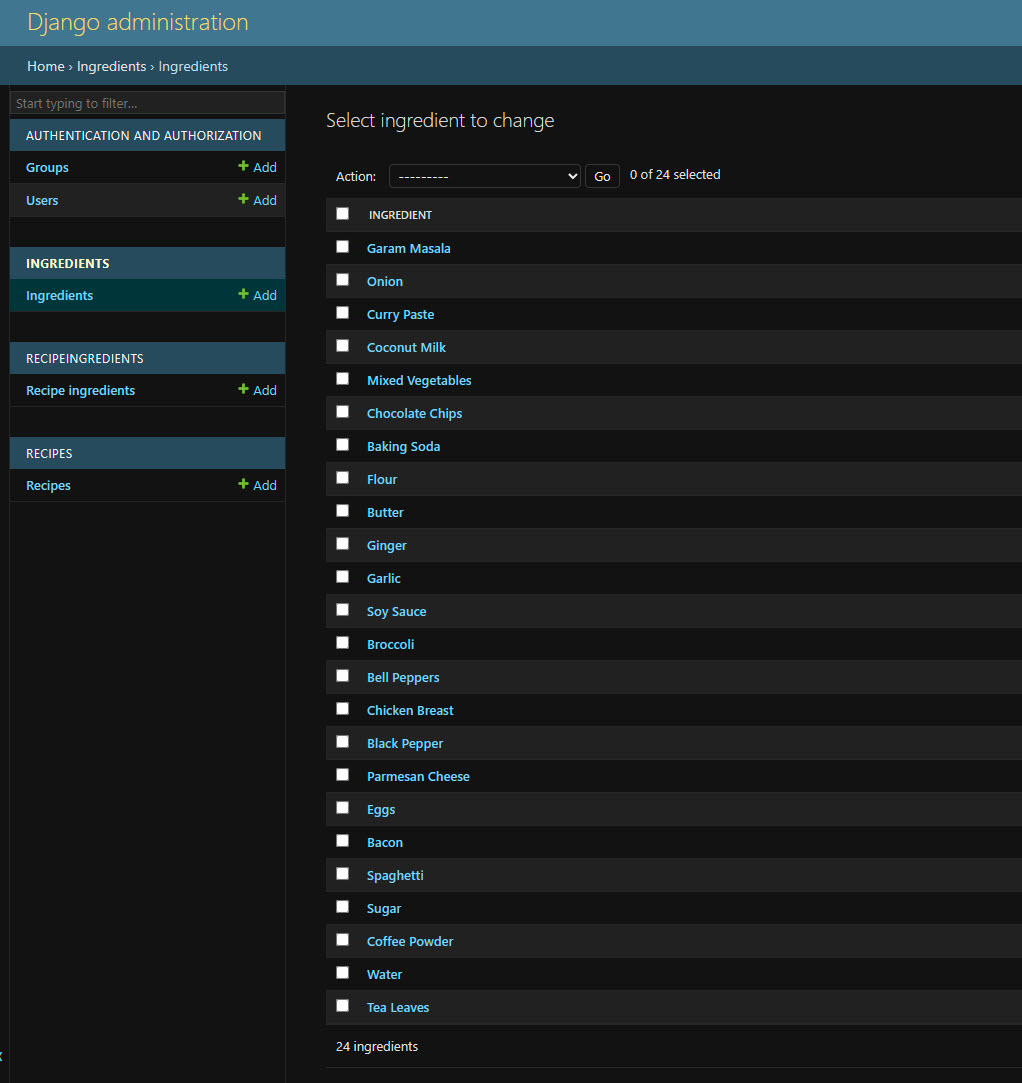 Django administration
Home › Ingredients › Ingredients
Start typing to filter...
AUTHENTICATION AND AUTHORIZATION
Groups + Add
Users + Add
INGREDIENTS
Ingredients + Add
RECIPEINGREDIENTS
Recipe ingredients + Add
RECIPES
Recipes + Add
Select ingredient to change
Action: --------- Go 0 of 24 selected
INGREDIENT
Garam Masala
Onion
Curry Paste
Coconut Milk
Mixed Vegetables
Chocolate Chips
Baking Soda
Flour
Butter
Ginger
Garlic
Soy Sauce
Broccoli
Bell Peppers
Chicken Breast
Black Pepper
Parmesan Cheese
Eggs
Bacon
Spaghetti
Sugar
Coffee Powder
Water
Tea Leaves
24 ingredients